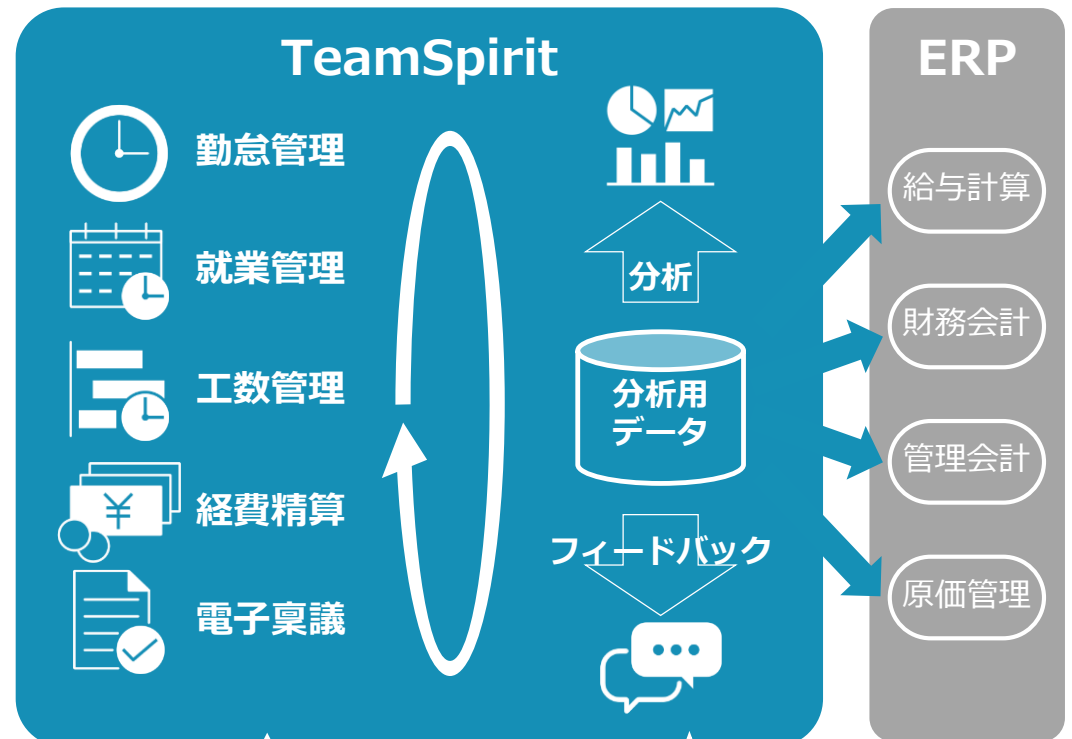 TeamSpirit
勤怠管理
就業管理
工数管理
経費精算
電子稟議
分析
分析用
データ
フィードバック
ERP
給与計算
財務会計
管理会計
原価管理